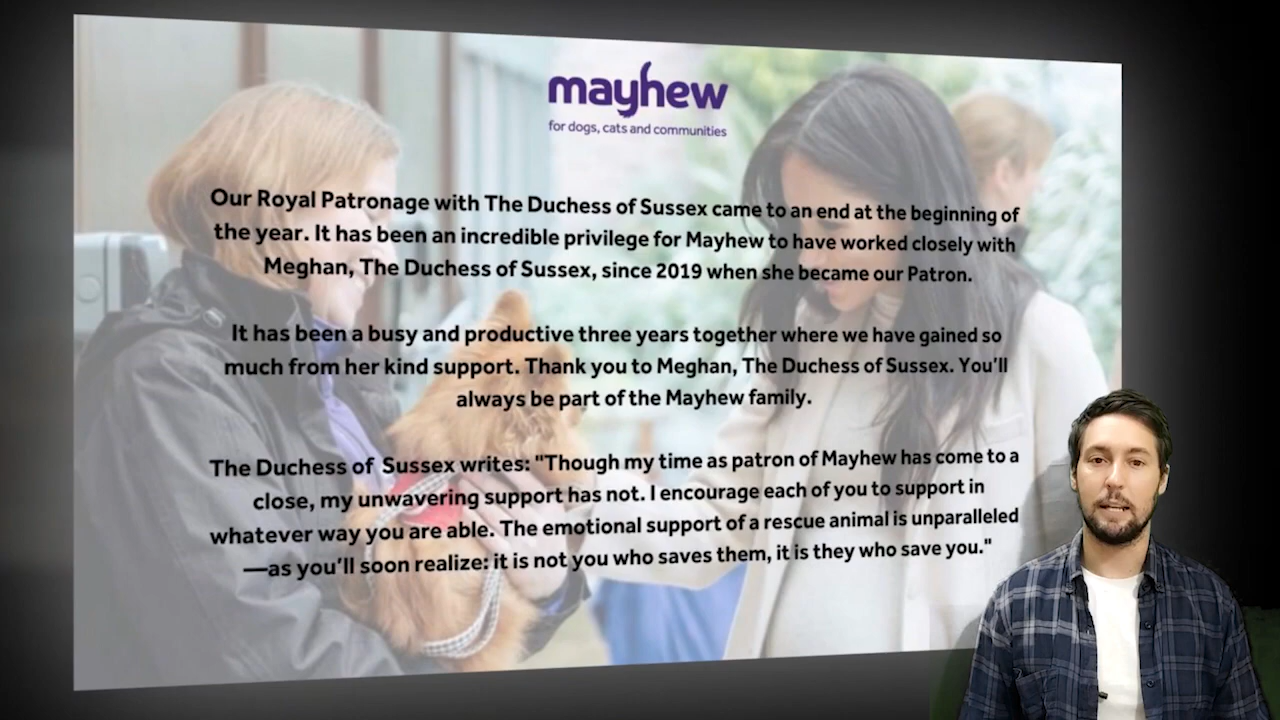 mayhew
for dogs, cats and communities
Our Royal Patronage with The Duchess of Sussex came to an end at the beginning of
the year. It has been an incredible privilege for Mayhew to have worked closely with
Meghan, The Duchess of Sussex, since 2019 when she became our Patron.
It has been a busy and productive three years together where we have gained so
much from her kind support. Thank you to Meghan, The Duchess of Sussex. You'll
always be part of the Mayhew family.
The Duchess of Sussex writes: "Though my time as patron of Mayhew has come to a
close, my unwavering support has not. I encourage each of you to support in
whatever way you are able. The emotional support of a rescue animal is unparalleled
—as you'll soon realize: it is not you who saves them, it is they who save you."